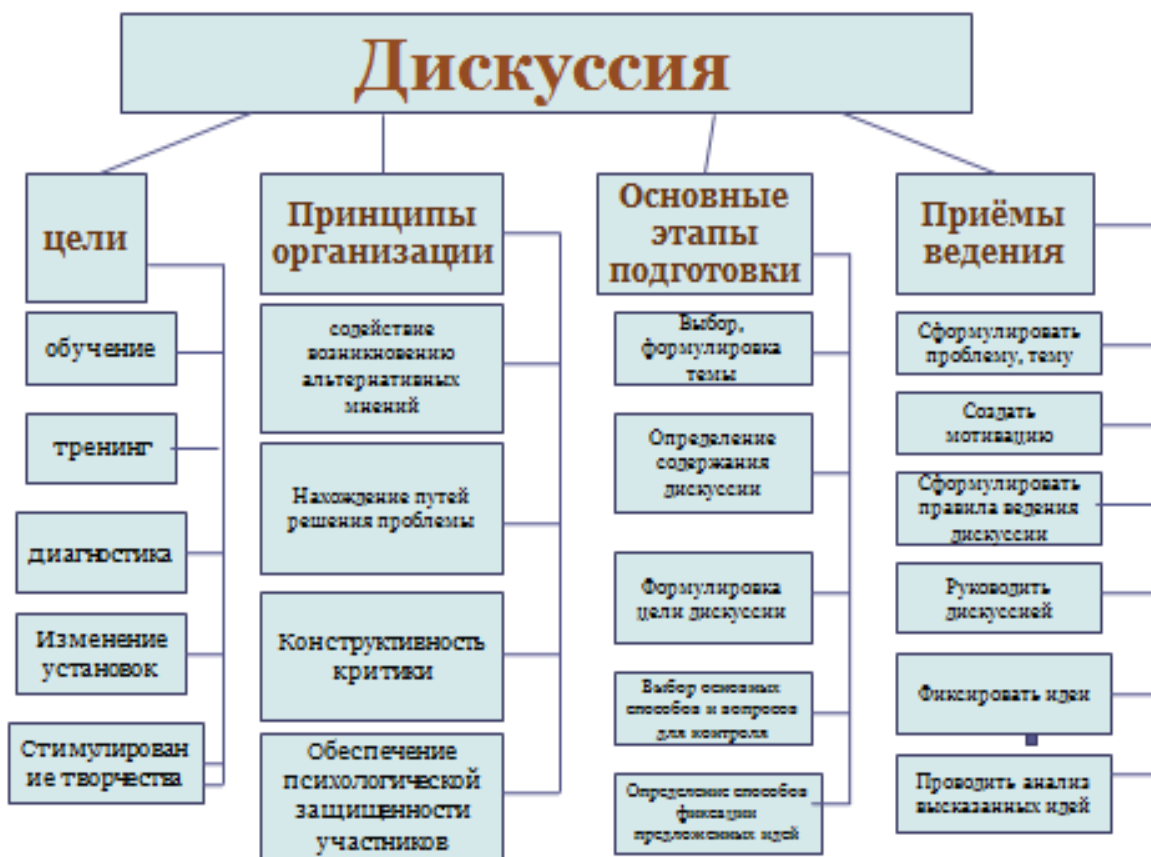 Дискуссия
цели
обучение
тренинг
диагностика
Изменение
установок
Стимулирован
ие творчества
Принципы
организации
содействие
возникновению
альтернативных
мнений
Нахождение путей
решения проблемы
Конструктивность
критики
Обеспечение
психологической
защищенности
участников
Основные
этапы
подготовки
Выбор,
формулировка
темы
Определение
содержания
дискуссии
Формулировка
цели дискуссии
Выбор основных
способов и вопросов
для контроля
Определение способов
фиксации
предложенных идей
Приёмы
ведения
Сформулировать
проблему, тему
Создать
мотивацию
Сформулировать
правила ведения
дискуссии
Руководить
дискуссией
Фиксировать идеи
Проводить анализ
высказанных идей